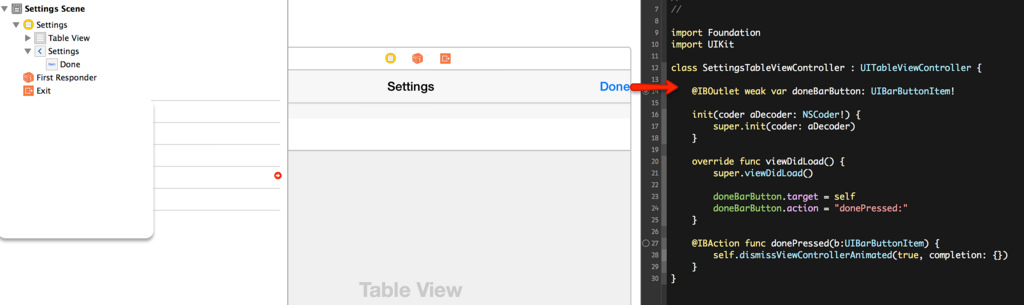 Settings Scene
Settings
Table View
Settings
Done
First Responder
Exit
Settings
Done
Table View
7 //
8 //
9
10 import Foundation
11 import UIKit
12 class SettingsTableViewController : UITableViewController {
13
@IBOutlet weak var doneBarButton: UIBarButtonItem!
15
16 init(coder aDecoder: NSCoder!) {
17 super.init(coder: aDecoder)
18 }
19
20 override func viewDidLoad() {
21 super.viewDidLoad()
22
23 doneBarButton.target = self
24 doneBarButton.action = "donePressed:"
25 }
26
27 @IBAction func donePressed(b:UIBarButtonItem) {
28 self.dismissViewControllerAnimated(true, completion: {})
29 }
30 }